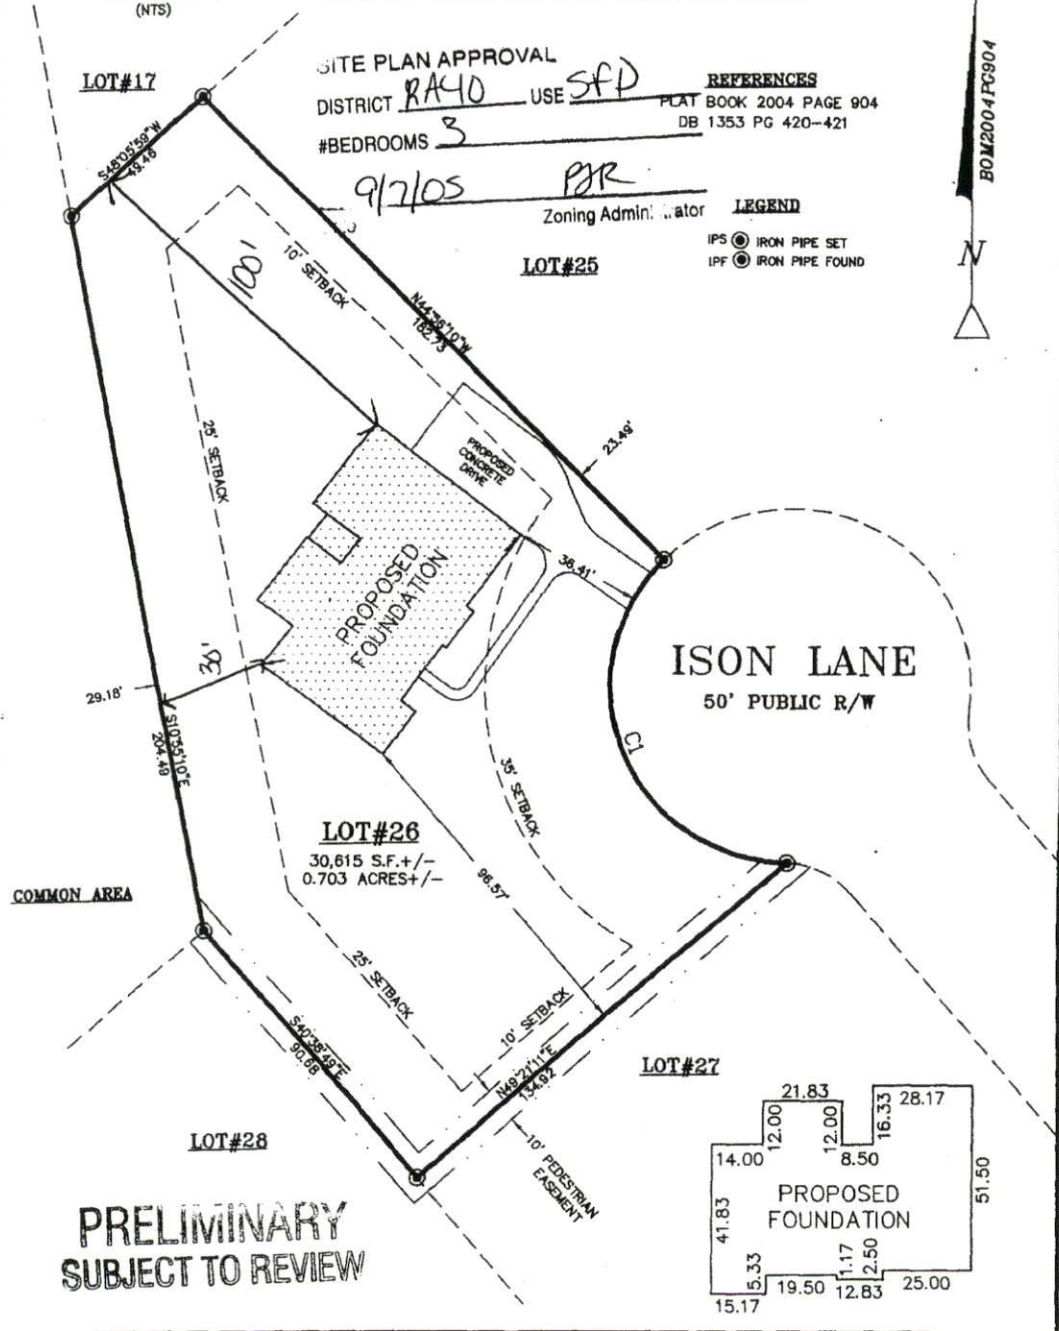 (NTS)
LOT#17
SITE PLAN APPROVAL
DISTRICT RA40 USE SFD
#BEDROOMS 3
9/7/05 PJR
Zoning Administrator
REFERENCES
PLAT BOOK 2004 PAGE 904
DB 1353 PG 420-421
LEGEND
IPS IRON PIPE SET
IPF IRON PIPE FOUND
BOM2004PG904
N
S48°05'59"W
49.46
100'
10' SETBACK
LOT#25
N44°36'10"W
182.73
25' SETBACK
PROPOSED
CONCRETE
DRIVE
23.49'
PROPOSED
FOUNDATION
36.41'
ISON LANE
50' PUBLIC R/W
C1
29.18'
S10°55'10"E
204.49
35' SETBACK
LOT#26
30,615 S.F.+/-
0.703 ACRES+/-
96.57'
COMMON AREA
25' SETBACK
10' SETBACK
S40°38'49"E
90.68
N49°21'11"E
134.92
LOT#27
LOT#28
10' PEDESTRIAN
EASEMENT
PRELIMINARY
SUBJECT TO REVIEW
21.83
28.17
12.00
12.00
16.33
14.00
8.50
51.50
41.83
PROPOSED
FOUNDATION
5.33
1.17
2.50
19.50
12.83
25.00
15.17